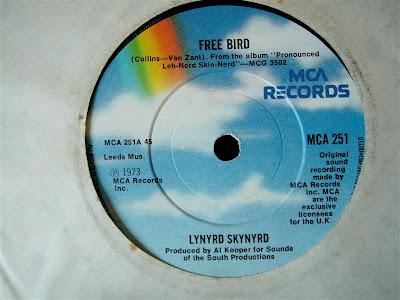 FREE BIRD
(Collins—Van Zant). From the album "Pronounced
Leh-Nerd Skin-Nerd"—MCG 3502
MCA
RECORDS
MCA 251A 45
Leeds Mus.
Ⓟ 1973
MCA Records
Inc.
MCA 251
Original
sound
recording
made by
MCA Records
Inc. MCA
are the
exclusive
licensees
for the U.K.
LYNYRD SKYNYRD
Produced by Al Kooper for Sounds
of the South Productions